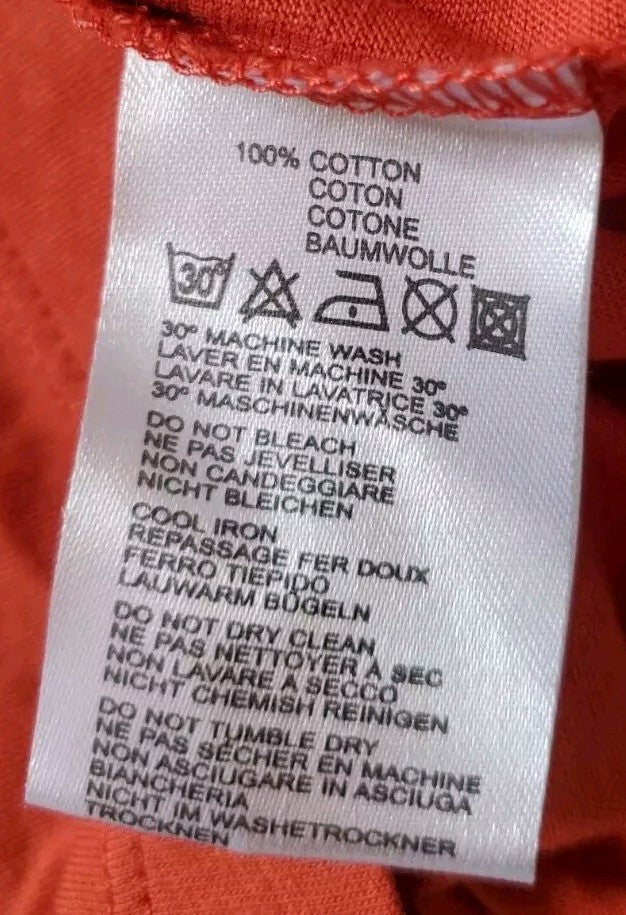 100% COTTON
COTON
COTONE
BAUMWOLLE
30°
30° MACHINE WASH
LAVER EN MACHINE 30°
LAVARE IN LAVATRICE 30°
30° MASCHINENWÄSCHE
DO NOT BLEACH
NE PAS JEVELLISER
NON CANDEGGIARE
NICHT BLEICHEN
COOL IRON
REPASSAGE FER DOUX
FERRO TIEPIDO
LAUWARM BÜGELN
DO NOT DRY CLEAN
NE PAS NETTOYER A SEC
NON LAVARE A SECCO
NICHT CHEMISH REINIGEN
DO NOT TUMBLE DRY
NE PAS SECHER EN MACHINE
NON ASCIUGARE IN ASCIUGA
BIANCHERIA
NICHT IM WASHETROCKNER
TROCKNEN